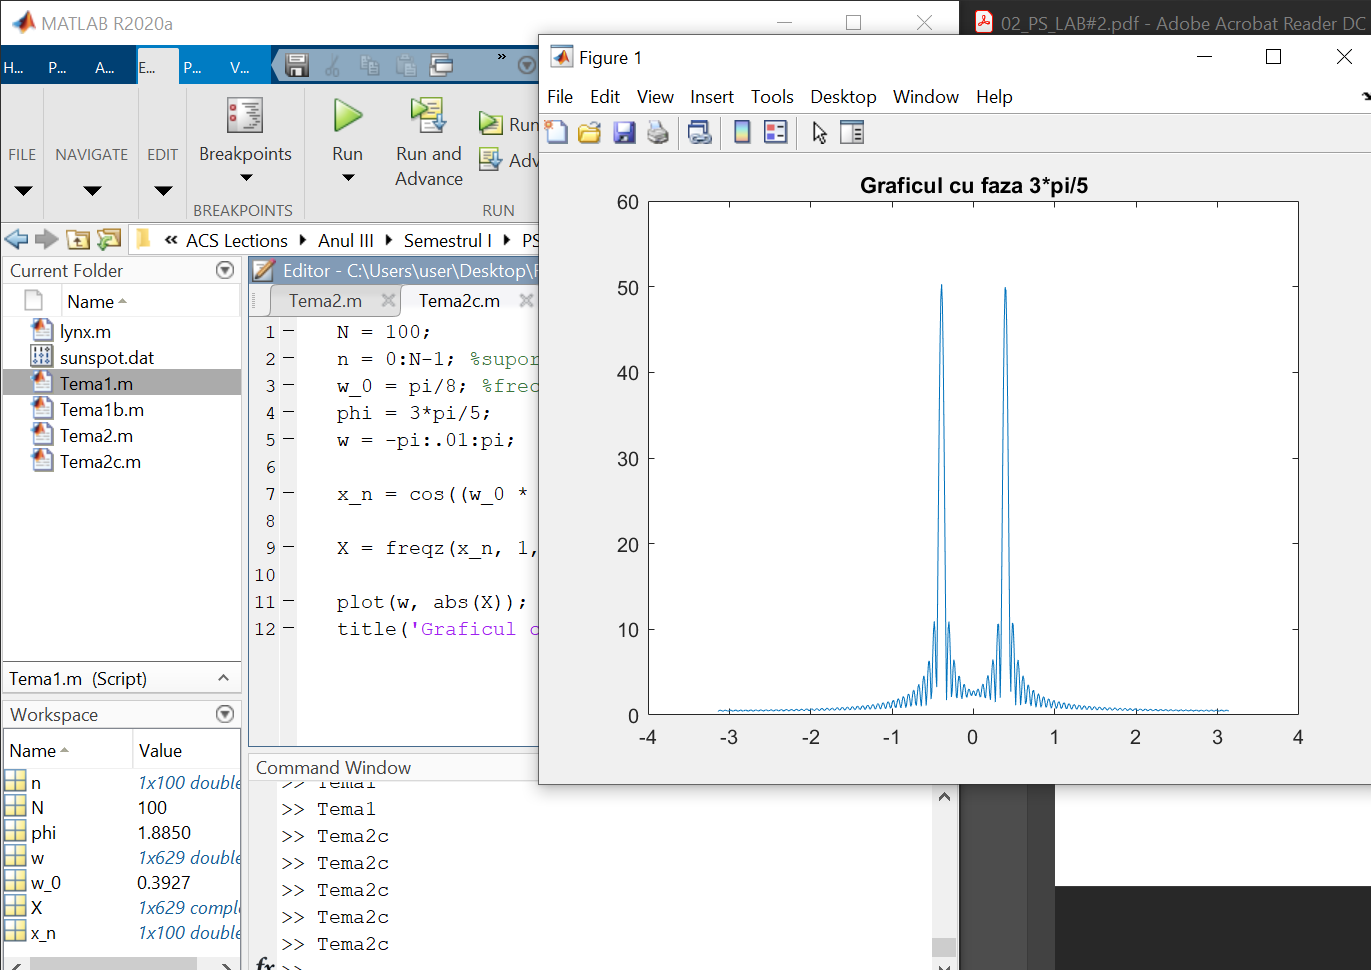 MATLAB R2020a
02_PS_LAB#2.pdf - Adobe Acrobat Reader DC
H... P... A... E... P... V... »
FILE NAVIGATE EDIT Breakpoints Run Run and Advance Run Adv
BREAKPOINTS RUN
« ACS Lections Anul III Semestrul I PS
Current Folder
Name
lynx.m
sunspot.dat
Tema1.m
Tema1b.m
Tema2.m
Tema2c.m
Tema1.m (Script)
Workspace
Name Value
n 1x100 double
N 100
phi 1.8850
w 1x629 double
w_0 0.3927
X 1x629 compl
x_n 1x100 double
Editor - C:\Users\user\Desktop\
Tema2.m Tema2c.m
1 N = 100;
2 n = 0:N-1; %supor
3 w_0 = pi/8; %frec
4 phi = 3*pi/5;
5 w = -pi:.01:pi;
6
7 x_n = cos((w_0 *
8
9 X = freqz(x_n, 1,
10
11 plot(w, abs(X));
12 title('Graficul c
Command Window
>> Tema1
>> Tema1
>> Tema2c
>> Tema2c
>> Tema2c
>> Tema2c
>> Tema2c
fx >>
Figure 1
File Edit View Insert Tools Desktop Window Help
Graficul cu faza 3*pi/5
60
50
40
30
20
10
0
-4 -3 -2 -1 0 1 2 3 4